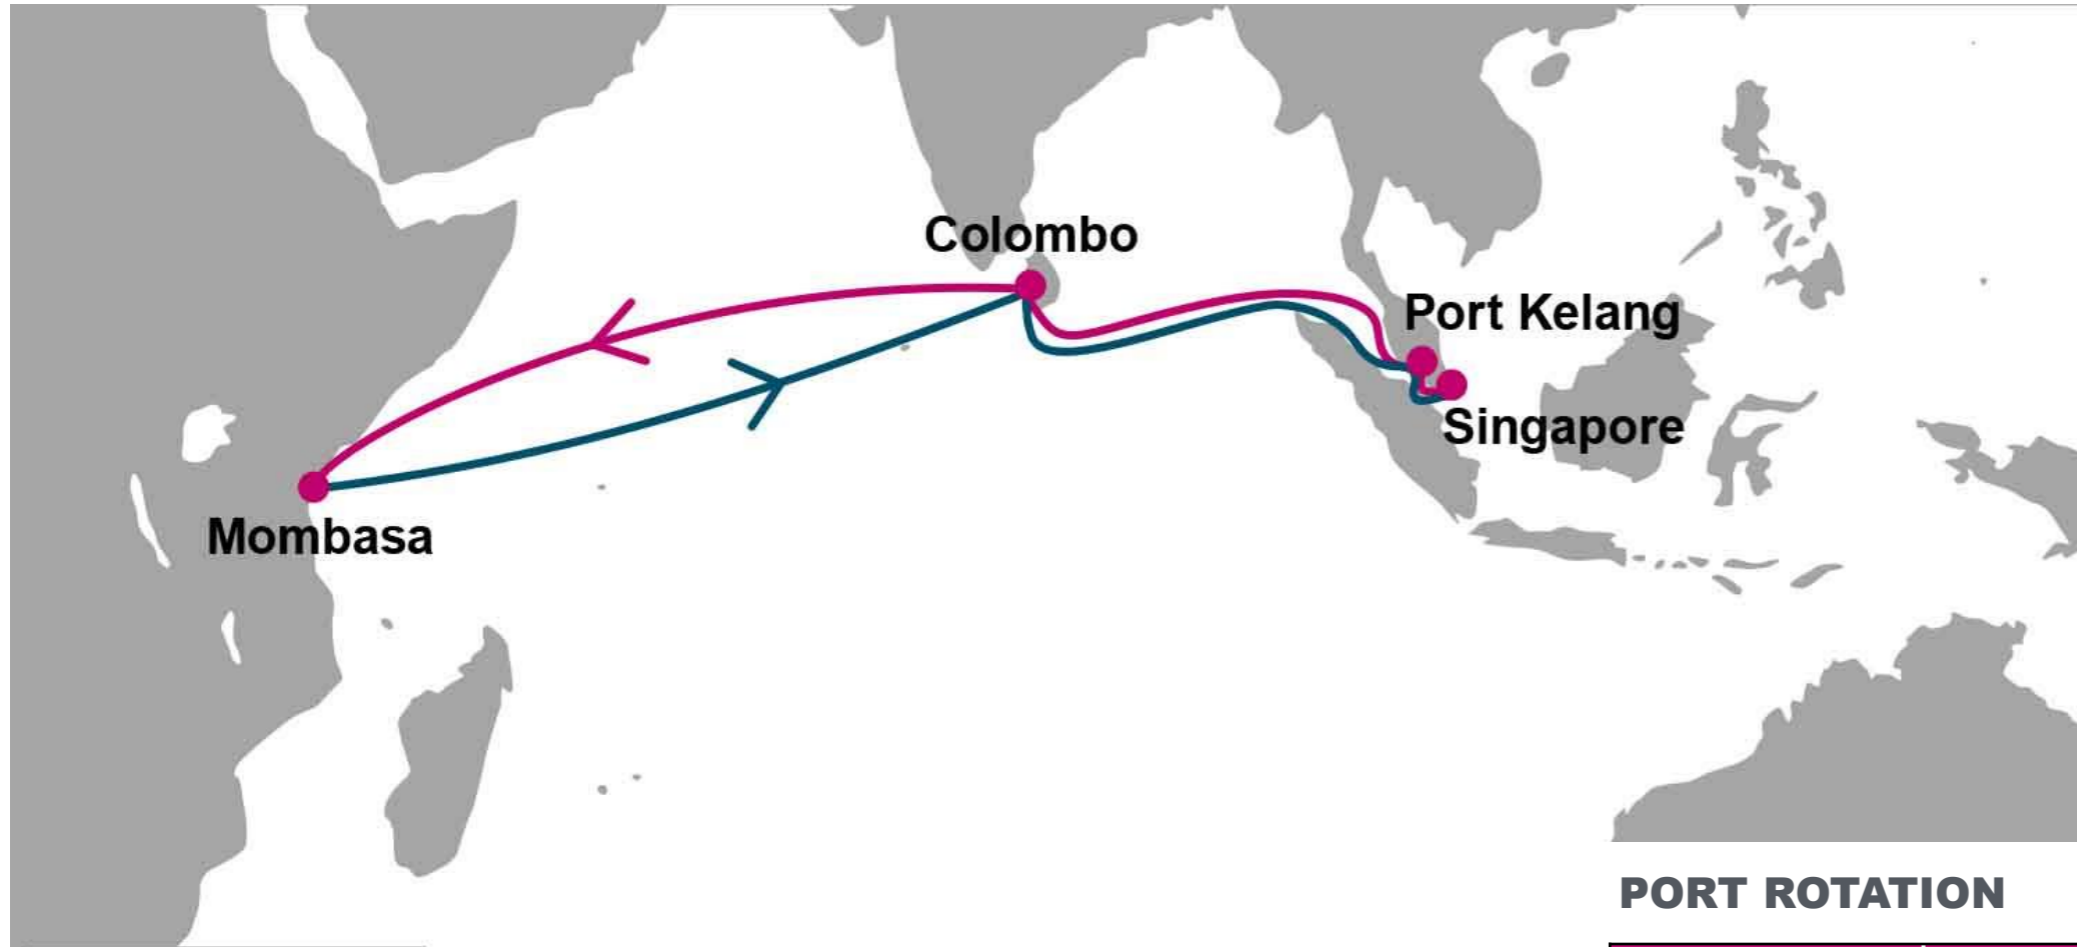 Colombo
Port Kelang
Singapore
Mombasa
PORT ROTATION